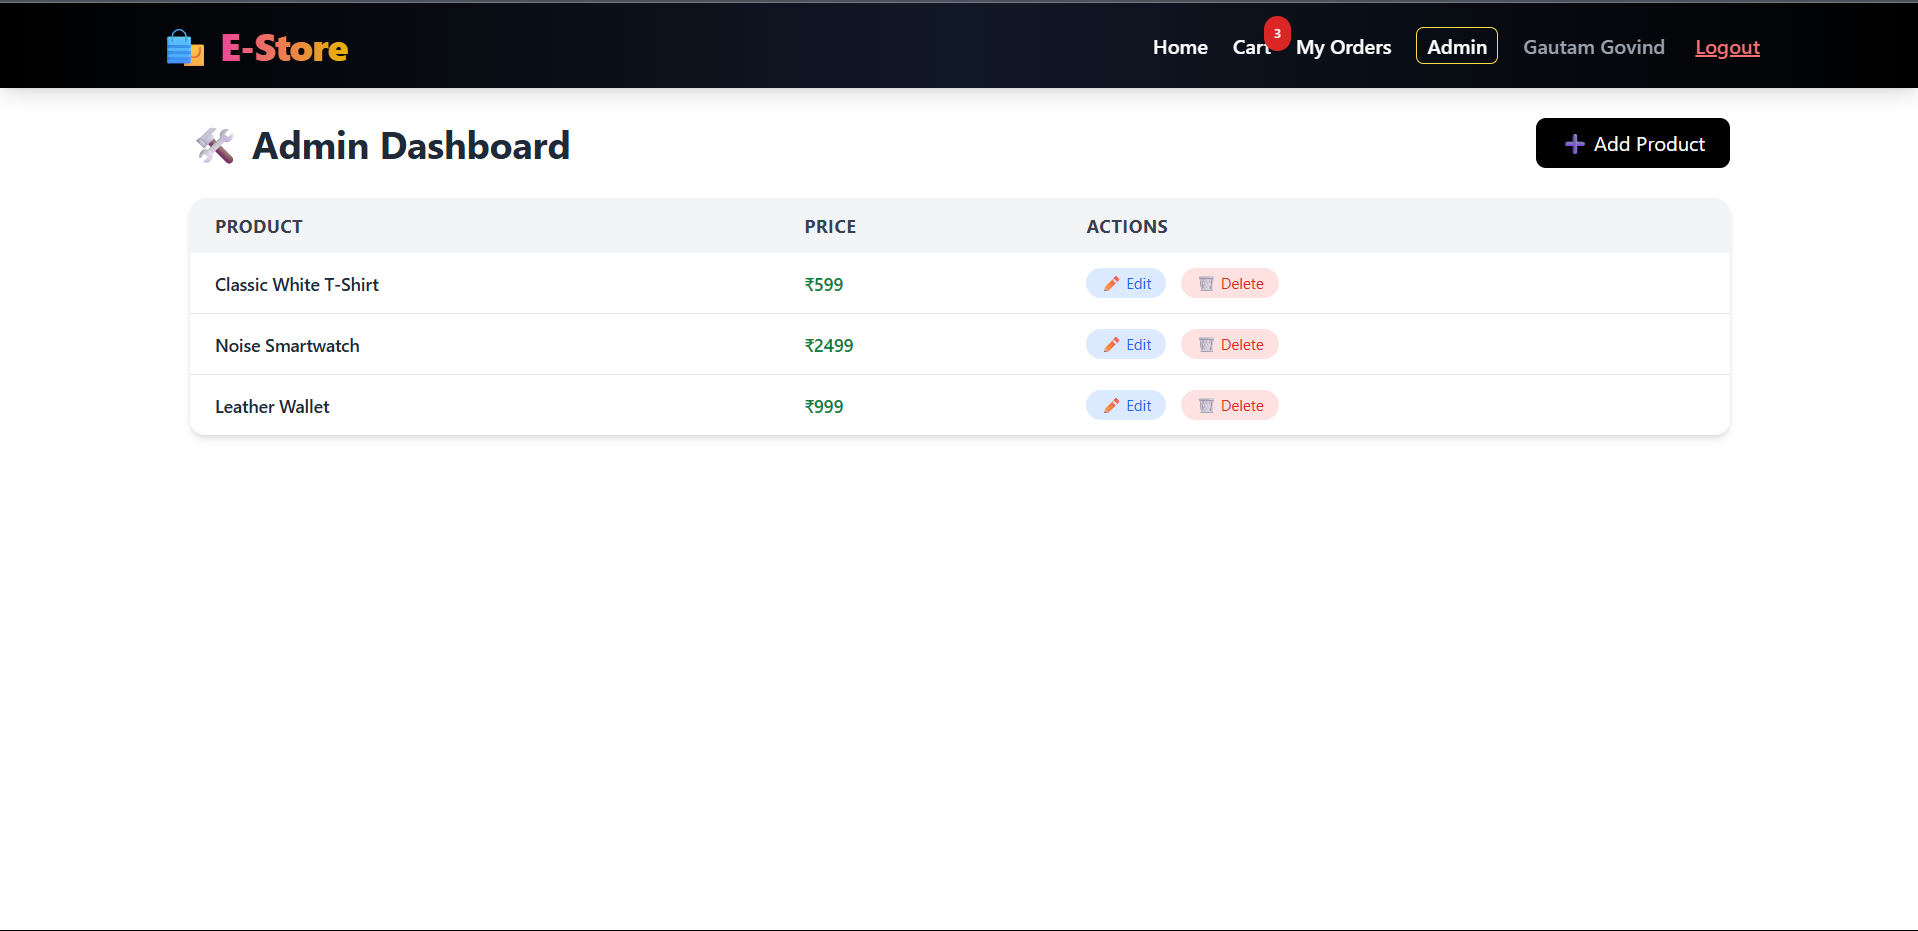 E-Store
Home Cart 3 My Orders Admin Gautam Govind Logout
Admin Dashboard
Add Product
PRODUCT PRICE ACTIONS
Classic White T-Shirt ₹599 Edit Delete
Noise Smartwatch ₹2499 Edit Delete
Leather Wallet ₹999 Edit Delete